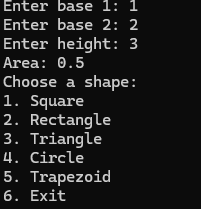 Enter base 1: 1
Enter base 2: 2
Enter height: 3
Area: 0.5
Choose a shape:
1. Square
2. Rectangle
3. Triangle
4. Circle
5. Trapezoid
6. Exit